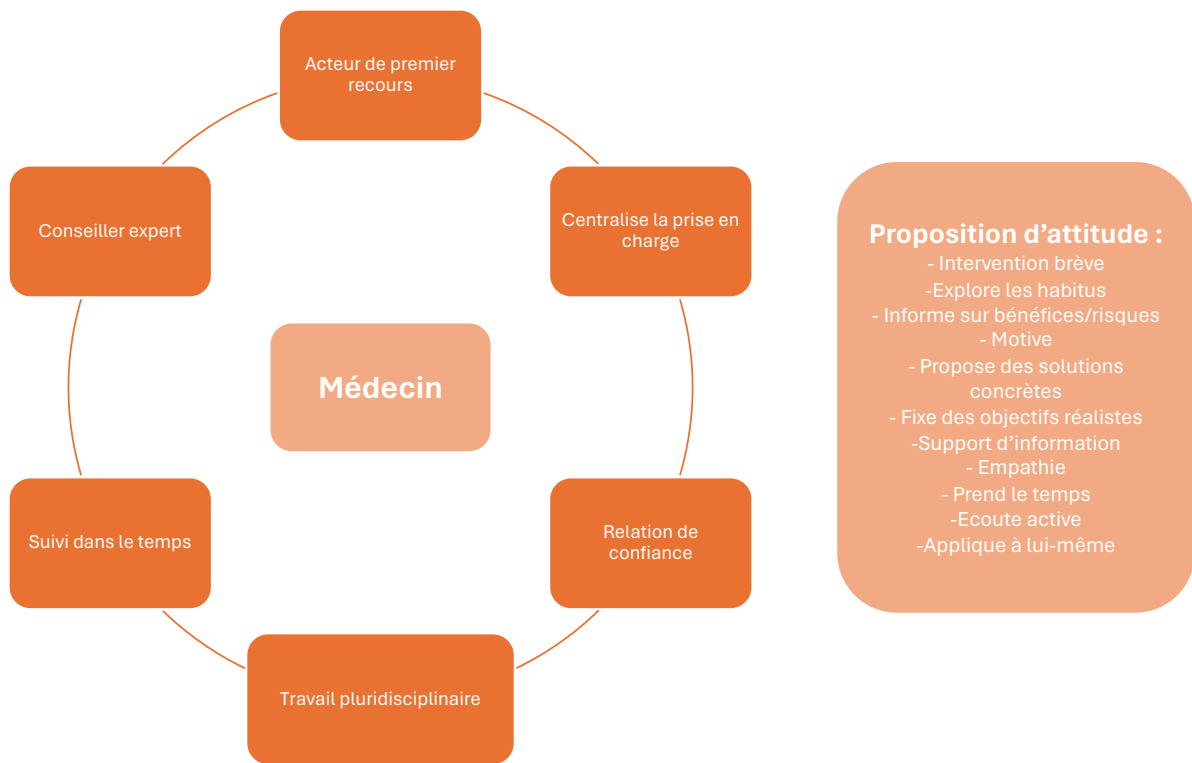 Acteur de premier
recours
Conseiller expert
Centralise la prise en
charge
Médecin
Suivi dans le temps
Relation de
confiance
Travail pluridisciplinaire
Proposition d’attitude :
- Intervention brève
-Explore les habitus
- Informe sur bénéfices/risques
- Motive
- Propose des solutions
concrètes
- Fixe des objectifs réalistes
-Support d’information
- Empathie
- Prend le temps
-Ecoute active
-Applique à lui-même